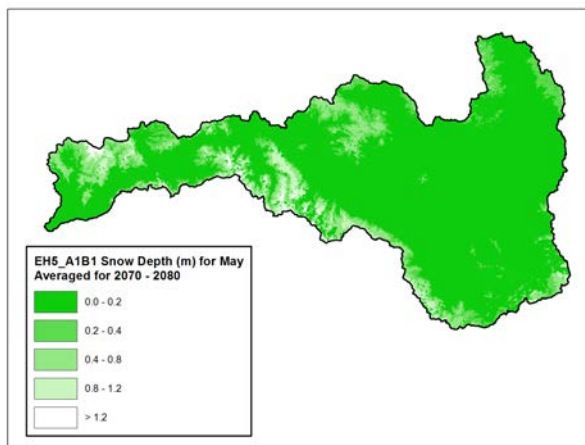 EH5_A1B1 Snow Depth (m) for May
Averaged for 2070 - 2080
0.0 - 0.2
0.2 - 0.4
0.4 - 0.8
0.8 - 1.2
> 1.2